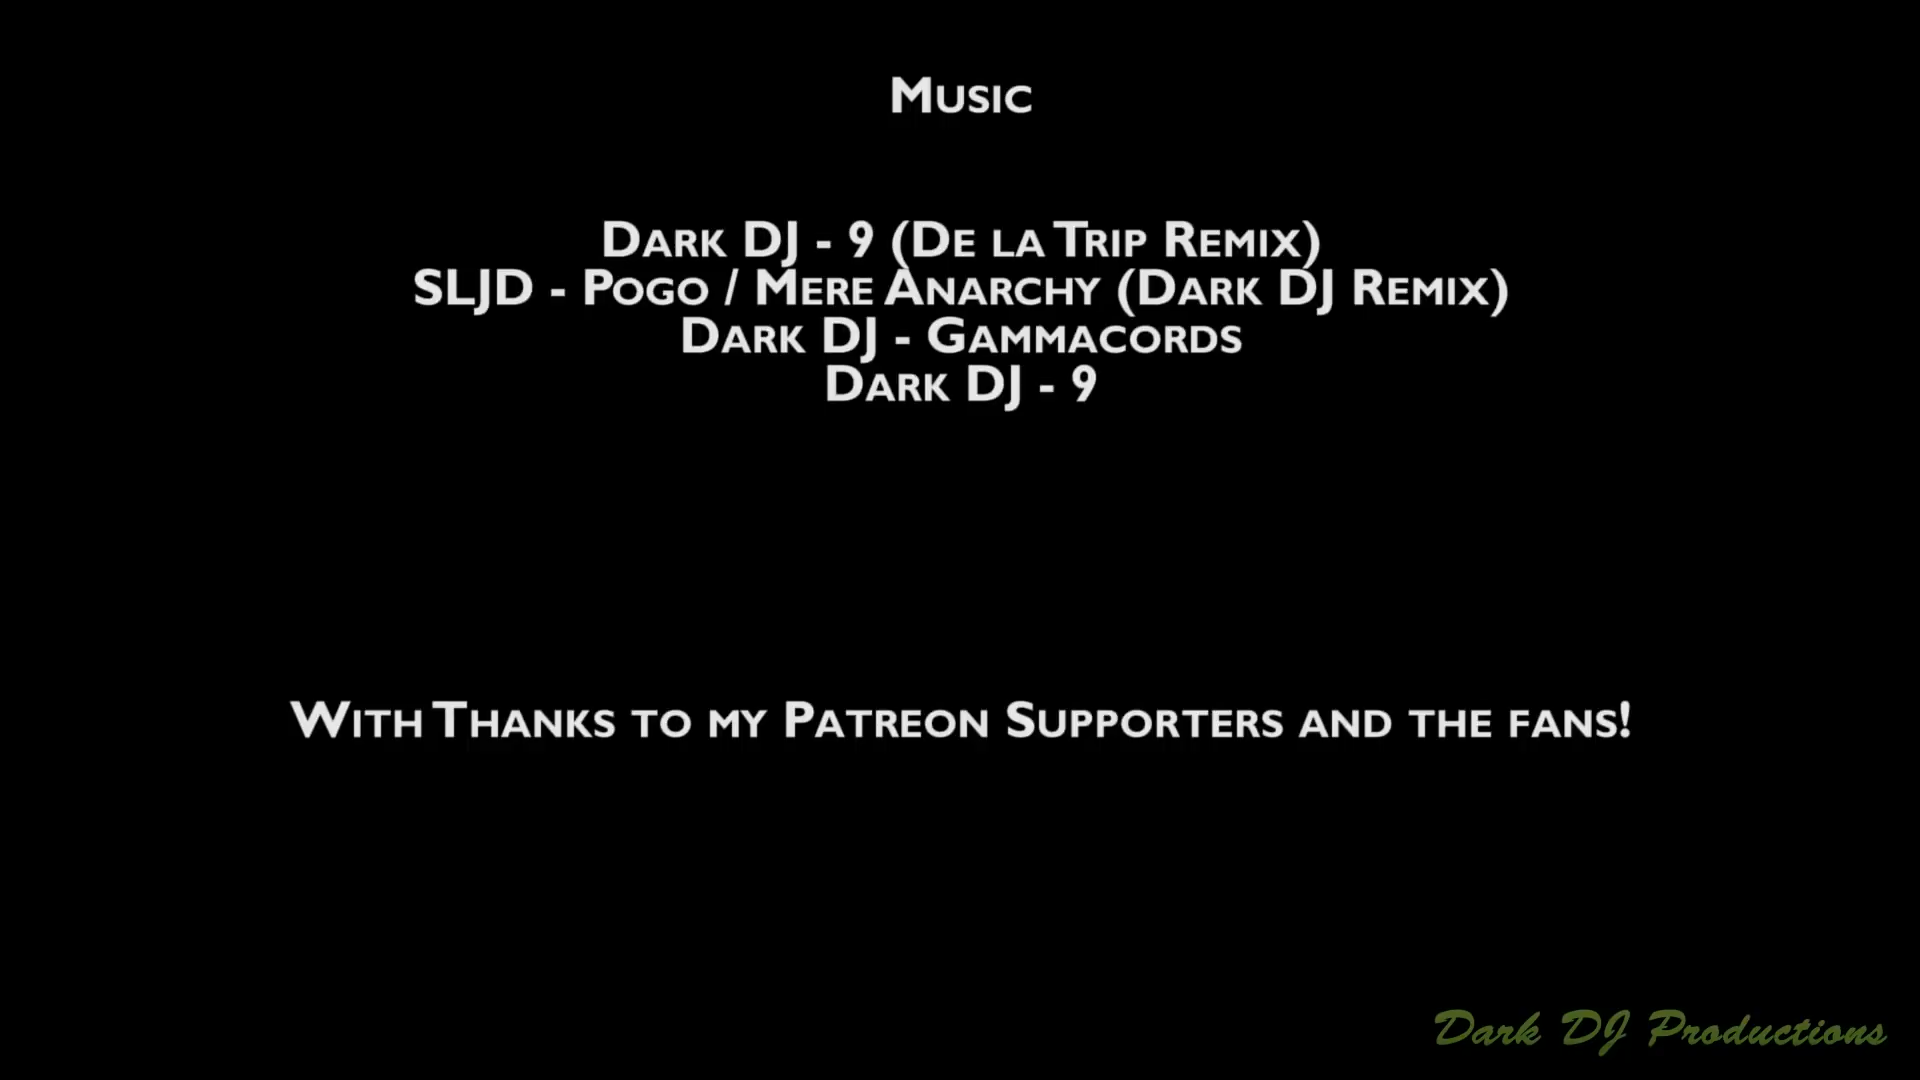 Music
Dark DJ - 9 (De la Trip Remix)
SLJD - Pogo / Mere Anarchy (Dark DJ Remix)
Dark DJ - Gammacords
Dark DJ - 9
With Thanks to my Patreon Supporters and the fans!
Dark DJ Productions